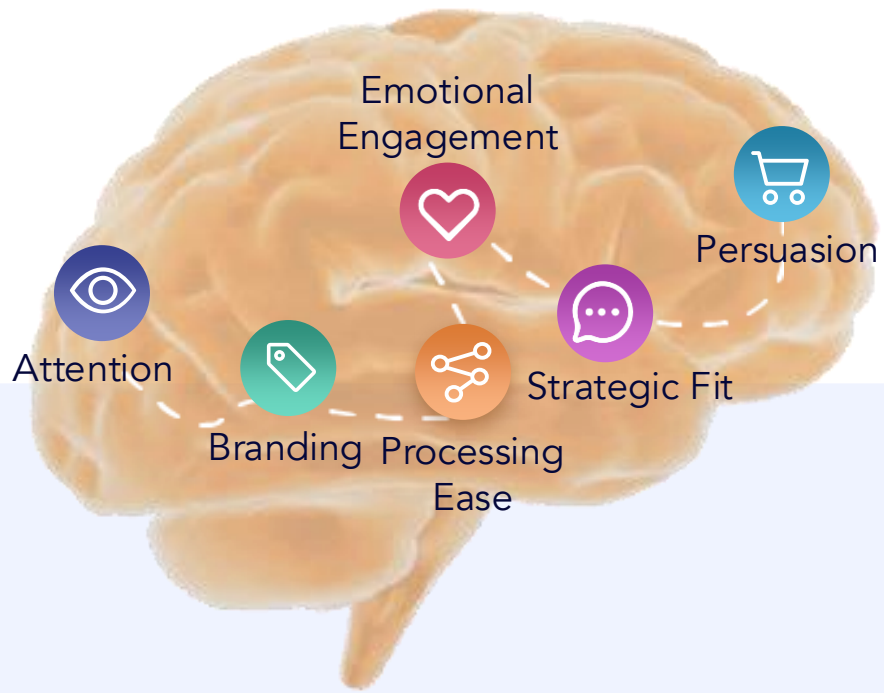 Emotional
Engagement
Persuasion
Attention
Strategic Fit
Branding
Processing
Ease